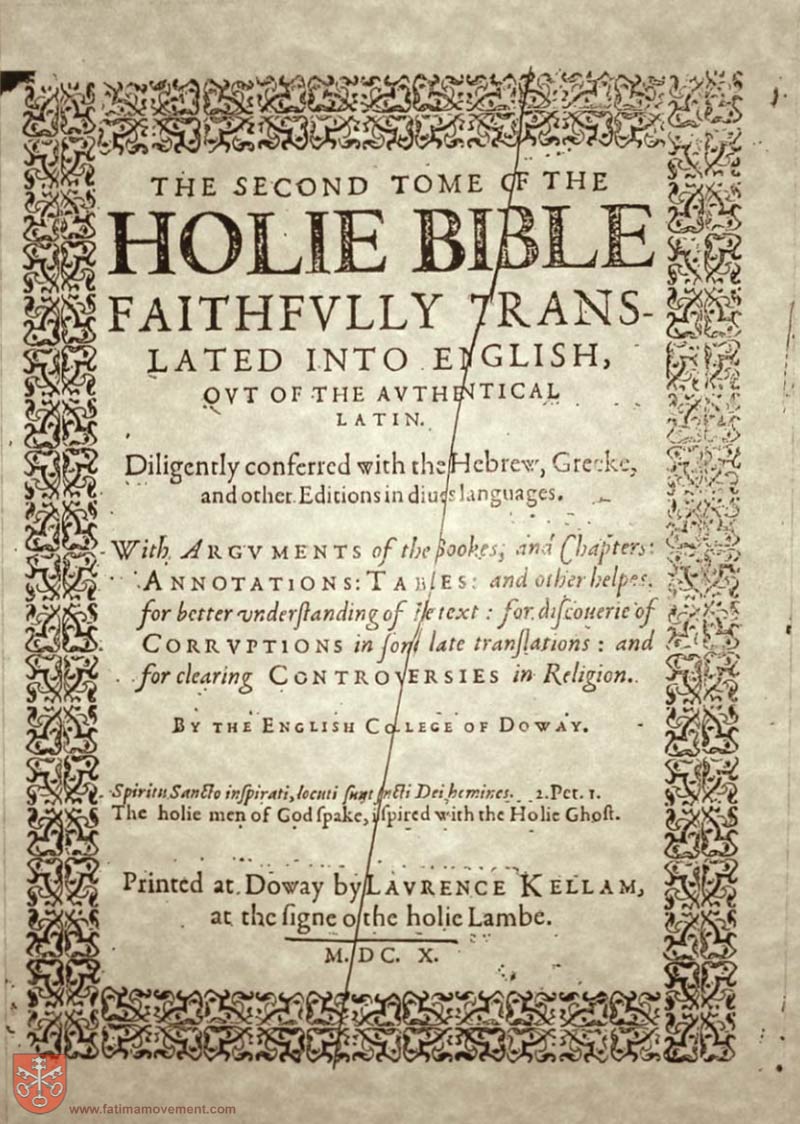 THE SECOND TOME OF THE
HOLIE BIBLE
FAITHFVLLY TRANS-
LATED INTO ENGLISH,
OVT OF THE AVTHENTICAL
LATIN.
Diligently conferred with the Hebrew, Greeke,
and other Editions in diuers languages.
With ARGVMENTS of the Bookes, and Chapters:
ANNOTATIONS: TABLES: and other helpes,
for better vnderſtanding of the text: for diſcouerie of
CORRVPTIONS in ſome late tranſlations: and
for clearing CONTROVERSIES in Religion.
BY THE ENGLISH COLLEGE OF DOWAY.
Spiritu Sancto inſpirati, locuti ſunt ſancti Dei homines. 2. Pet. 1.
The holie men of God ſpake, inſpired with the Holie Ghoſt.
Printed at Doway by LAVRENCE KELLAM,
at the ſigne of the holie Lambe.
M. DC. X.
www.fatimamovement.com